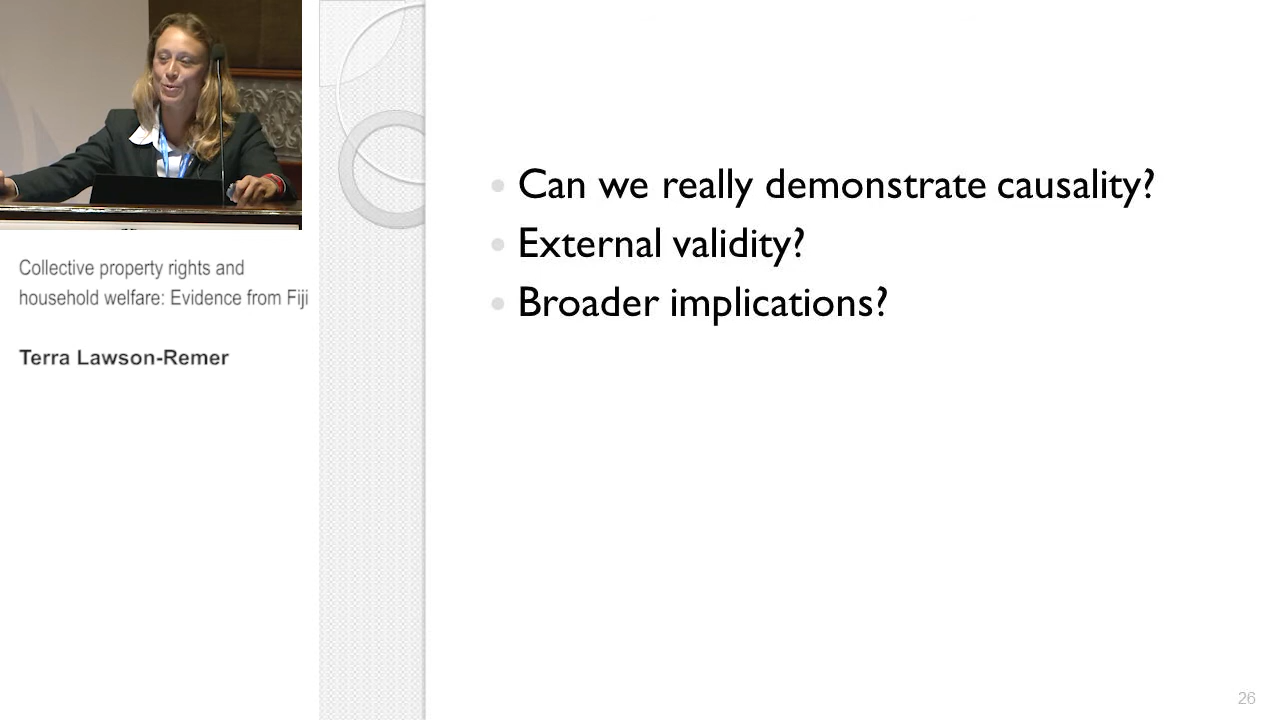 Collective property rights and
household welfare: Evidence from Fiji
Terra Lawson-Remer
Can we really demonstrate causality?
External validity?
Broader implications?
26